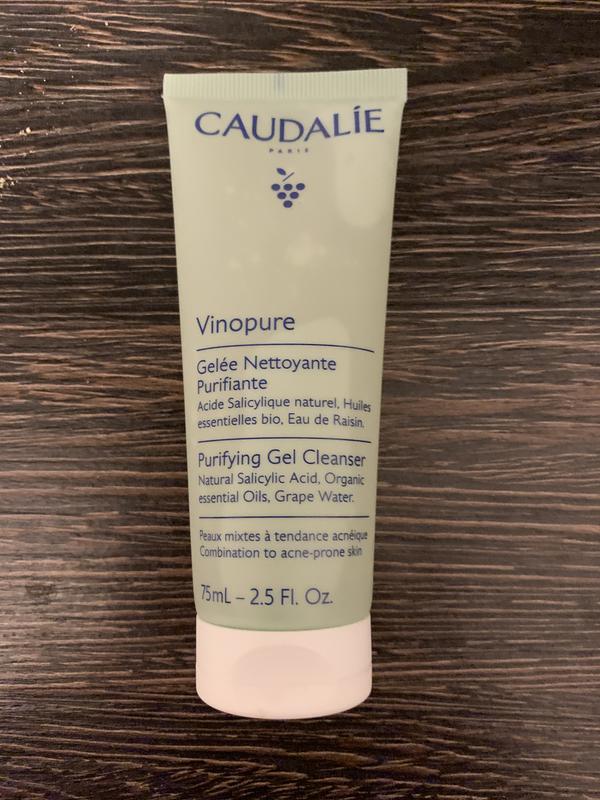 CAUDALÍE
PARIS
Vinopure
Gelée Nettoyante
Purifiante
Acide Salicylique naturel, Huiles
essentielles bio, Eau de Raisin.
Purifying Gel Cleanser
Natural Salicylic Acid, Organic
essential Oils, Grape Water.
Peaux mixtes à tendance acnéique
Combination to acne-prone skin
75mL – 2.5 Fl. Oz.